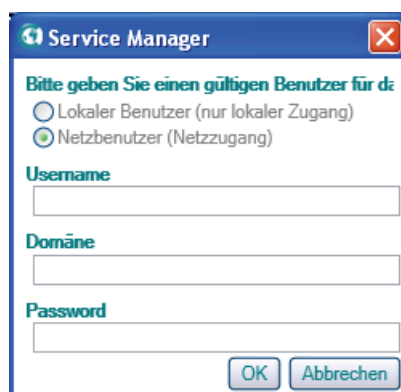 Service Manager
Bitte geben Sie einen gültigen Benutzer für da
Lokaler Benutzer (nur lokaler Zugang)
Netzbenutzer (Netzzugang)
Username
Domäne
Password
OK Abbrechen